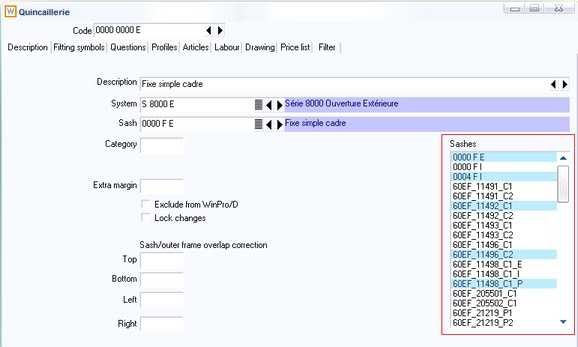 W Quincaillerie
Code 0000 0000 E
Description Fitting symbols Questions Profiles Articles Labour Drawing Price list Filter
Description Fixe simple cadre
System S 8000 E Série 8000 Ouverture Extérieure
Sash 0000 F E Fixe simple cadre
Category
Extra margin
Exclude from WinPro/D
Lock changes
Sash/outer frame overlap correction
Top
Bottom
Left
Right
Sashes
0000 F E
0000 F I
0004 F I
60EF_11491_C1
60EF_11491_C2
60EF_11492_C1
60EF_11492_C2
60EF_11493_C1
60EF_11493_C2
60EF_11496_C1
60EF_11496_C2
60EF_11498_C1_E
60EF_11498_C1_I
60EF_11498_C1_P
60EF_205501_C1
60EF_205502_C1
60EF_21219_P1
60EF_21219_P2